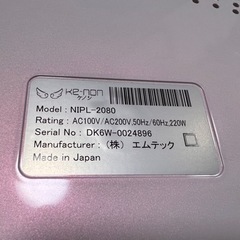 Ke-non
ケノン
Model : NIPL-2080
Rating : AC100V/AC200V,50Hz/60Hz,220W
Serial No : DK6W-0024896
Manufacturer : (株) エムテック
Made in Japan